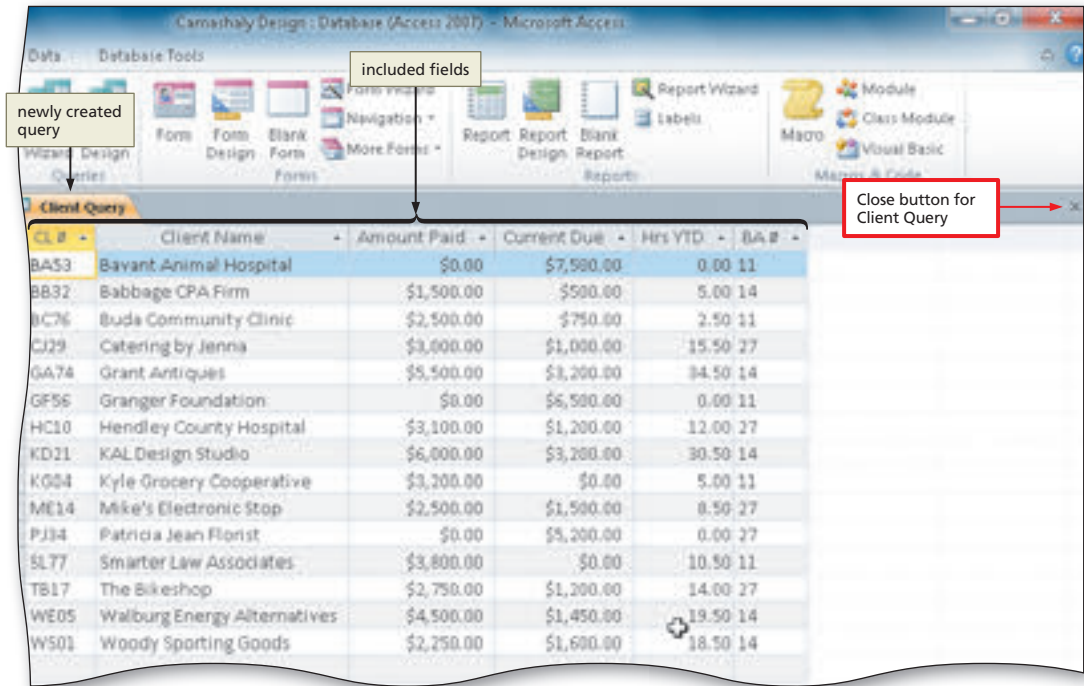 Camashaly Design : Database (Access 2007) - Microsoft Access
Data Database Tools
included fields
newly created
query
Wizard Design
Queries
Form
Form
Design
Blank
Form
Form Wizard
Navigation
More Forms
Forms
Report
Report
Design
Blank
Report
Report Wizard
Labels
Reports
Macro
Module
Class Module
Visual Basic
Macros & Code
Close button for
Client Query
Client Query
CL # Client Name Amount Paid Current Due Hrs YTD BA #
BA53 Bavant Animal Hospital $0.00 $7,500.00 0.00 11
BB32 Babbage CPA Firm $1,500.00 $500.00 5.00 14
BC76 Buda Community Clinic $2,500.00 $750.00 2.50 11
CJ29 Catering by Jenna $3,000.00 $1,000.00 15.50 27
GA74 Grant Antiques $5,500.00 $3,200.00 34.50 14
GF56 Granger Foundation $0.00 $6,500.00 0.00 11
HC10 Hendley County Hospital $3,100.00 $1,200.00 12.00 27
KD21 KAL Design Studio $6,000.00 $3,200.00 30.50 14
KG04 Kyle Grocery Cooperative $3,200.00 $0.00 5.00 11
ME14 Mike's Electronic Stop $2,500.00 $1,500.00 8.50 27
PJ34 Patricia Jean Florist $0.00 $5,200.00 0.00 27
SL77 Smarter Law Associates $3,800.00 $0.00 10.50 11
TB17 The Bikeshop $2,750.00 $1,200.00 14.00 27
WE05 Walburg Energy Alternatives $4,500.00 $1,450.00 19.50 14
WS01 Woody Sporting Goods $2,250.00 $1,600.00 18.50 14